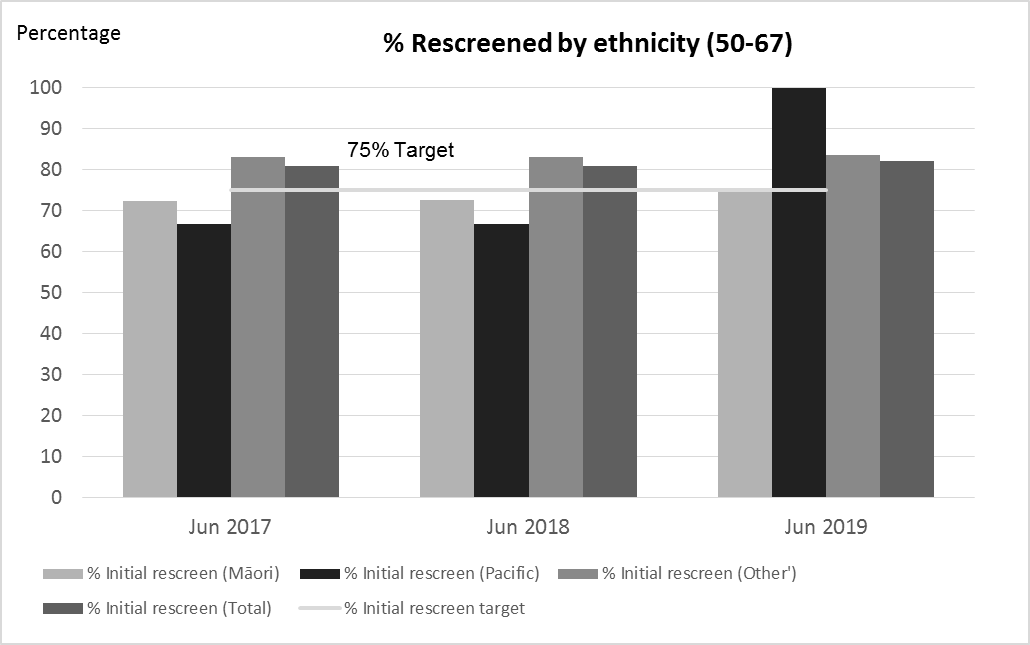 Percentage
% Rescreened by ethnicity (50-67)
100
90
75% Target
80
70
60
50
40
30
20
10
0
Jun 2017
Jun 2018
Jun 2019
% Initial rescreen (Māori)
% Initial rescreen (Pacific)
% Initial rescreen (Other')
% Initial rescreen (Total)
% Initial rescreen target